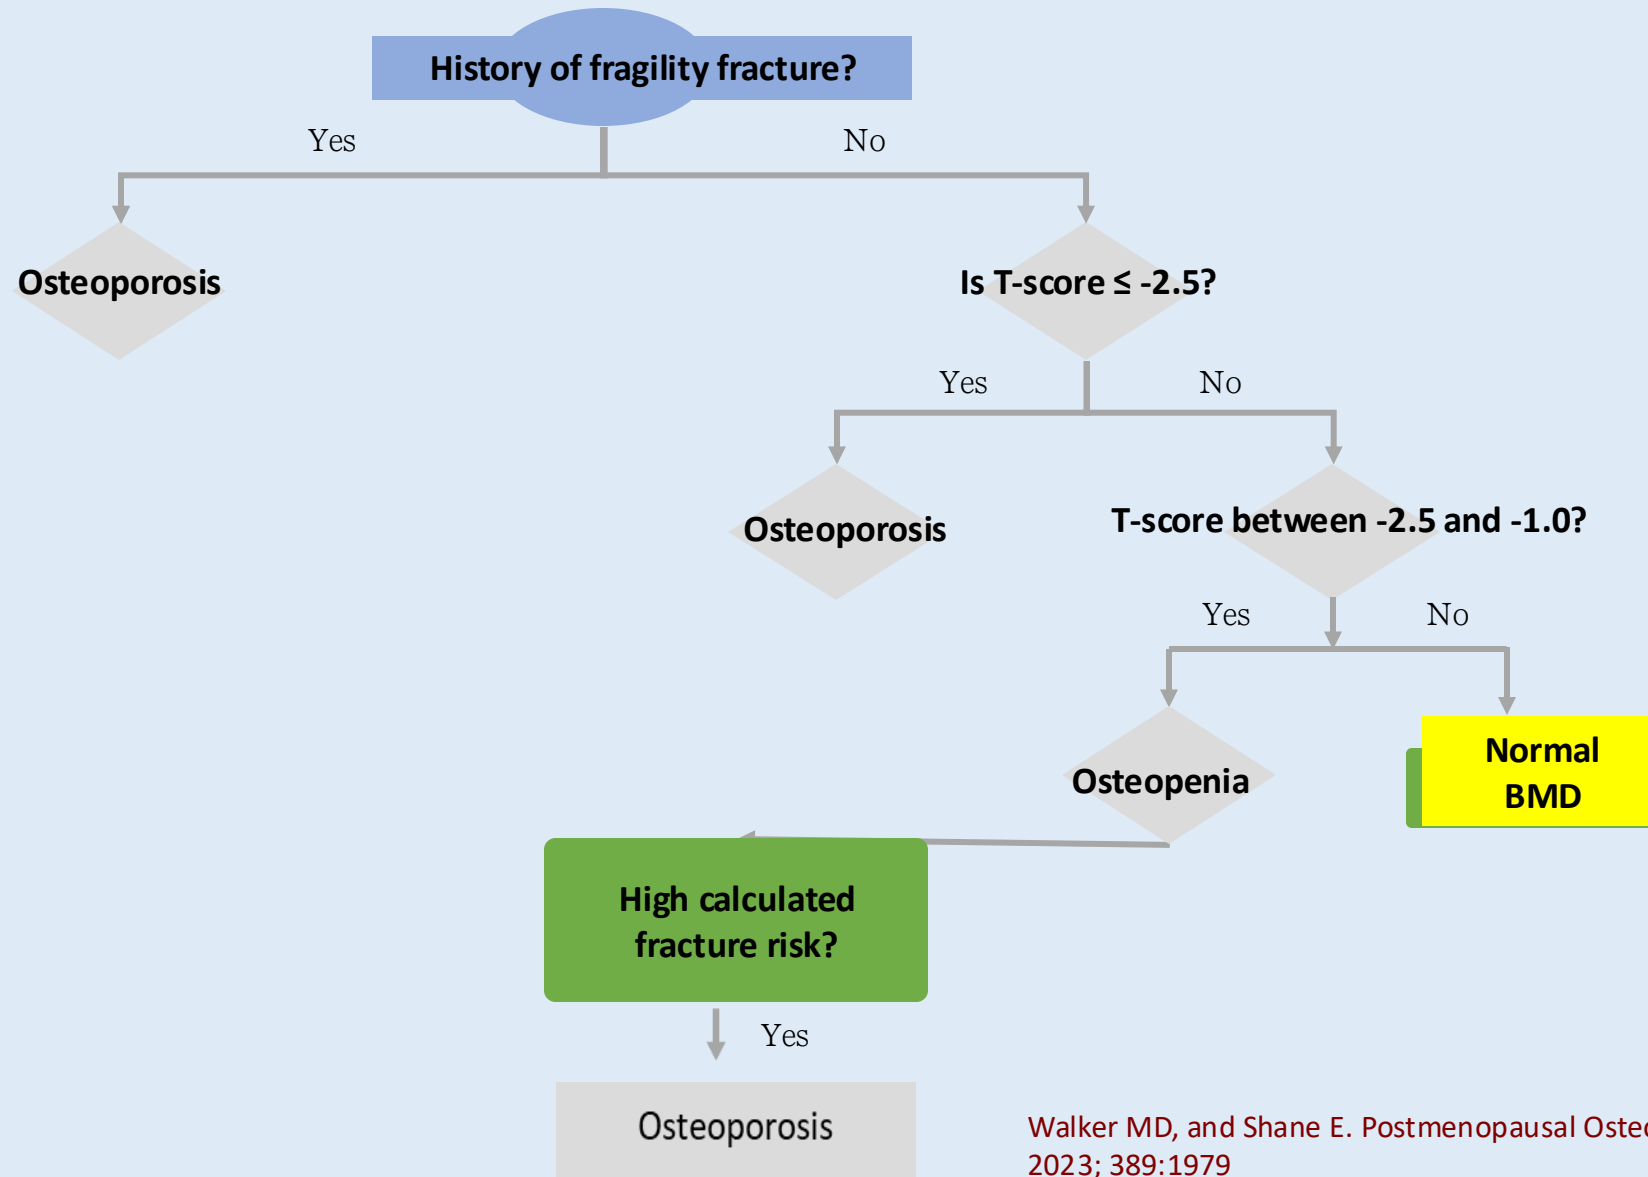 History of fragility fracture?
Yes
No
Osteoporosis
Is T-score ≤ -2.5?
Yes
No
Osteoporosis
T-score between -2.5 and -1.0?
Yes
No
Osteopenia
Normal
BMD
High calculated
fracture risk?
Yes
Osteoporosis
Walker MD, and Shane E. Postmenopausal
2023; 389:1979